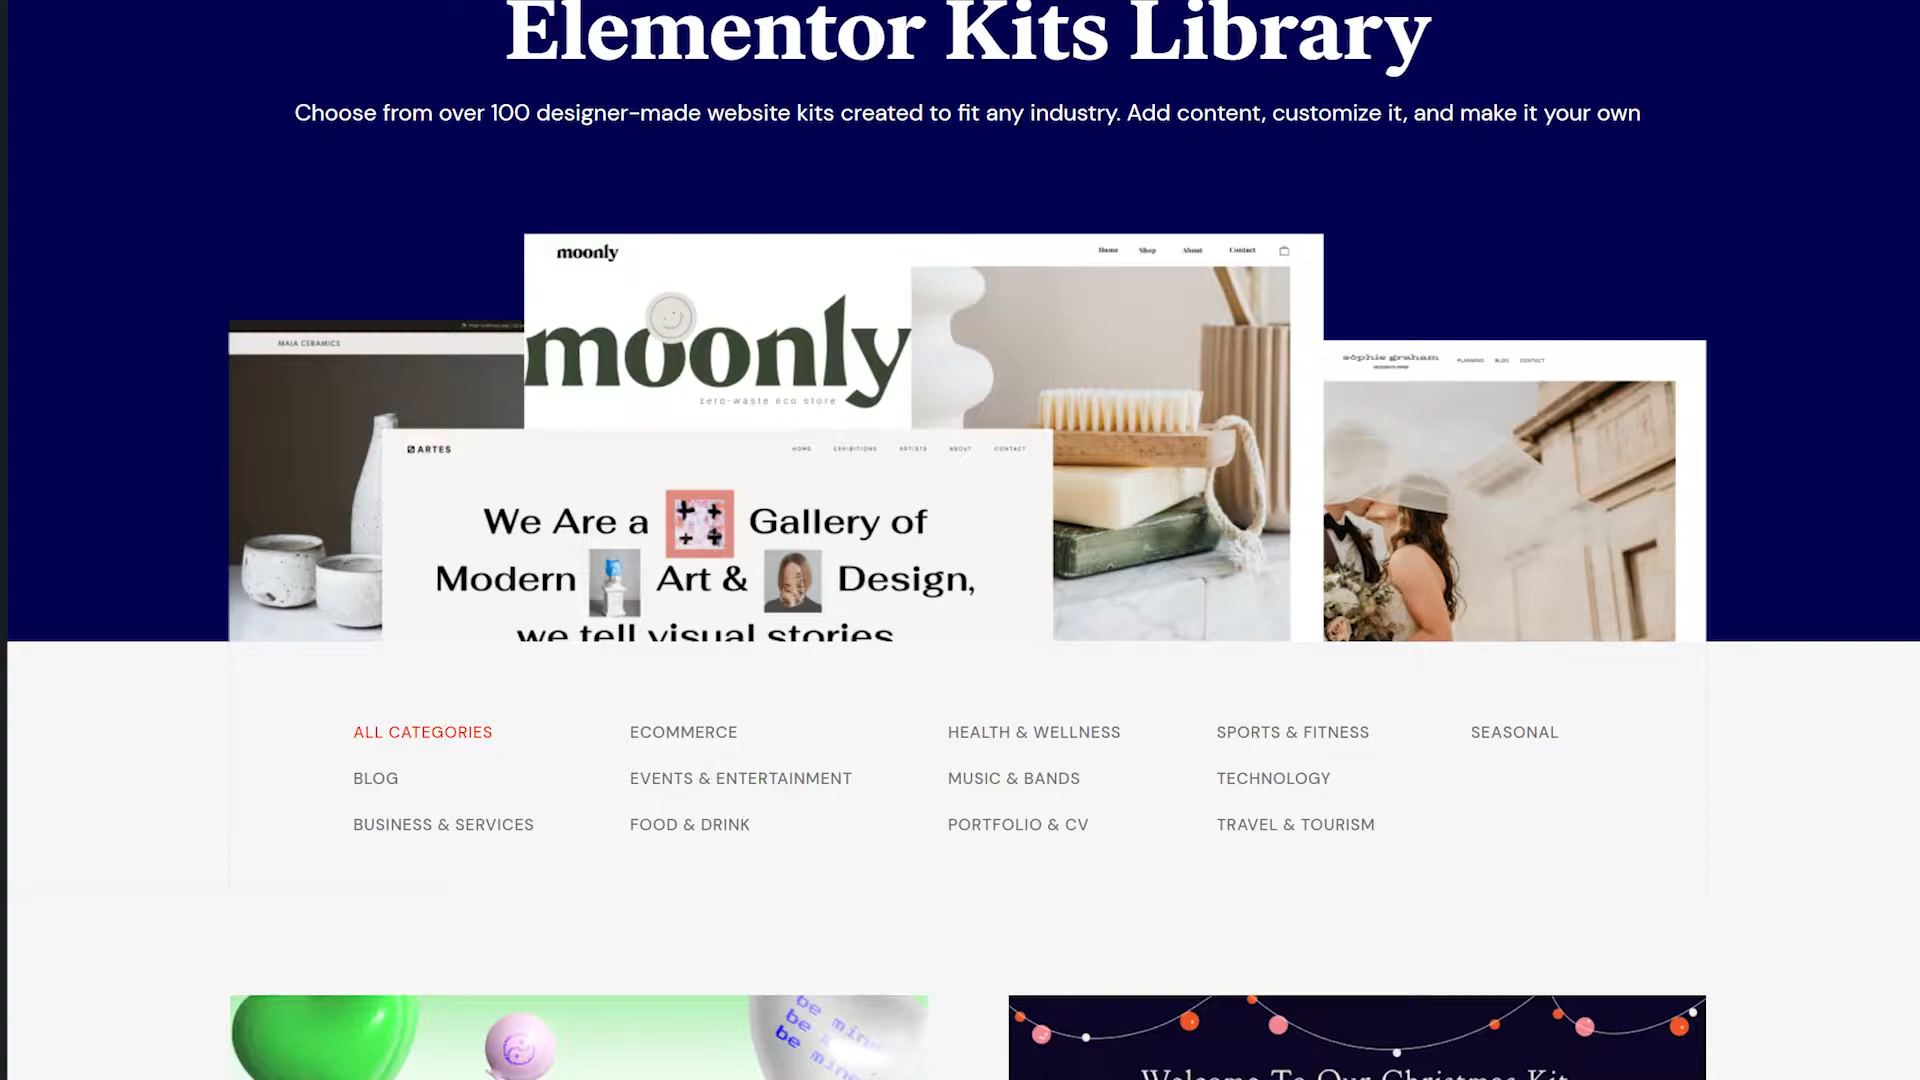 Elementor Kits Library
Choose from over 100 designer-made website kits created to fit any industry. Add content, customize it, and make it your own
moonly
Home Shop About Contact
moonly
zero-waste eco store
MAIA CERAMICS
sophie graham
PLANNING BLOG CONTACT
ARTES
HOME EXHIBITIONS ARTISTS ABOUT CONTACT
We Are a Gallery of
Modern Art & Design,
we tell visual stories
ALL CATEGORIES ECOMMERCE HEALTH & WELLNESS SPORTS & FITNESS SEASONAL
BLOG EVENTS & ENTERTAINMENT MUSIC & BANDS TECHNOLOGY
BUSINESS & SERVICES FOOD & DRINK PORTFOLIO & CV TRAVEL & TOURISM
be mine
be
be mine
Welcome To Our Christmas Kit